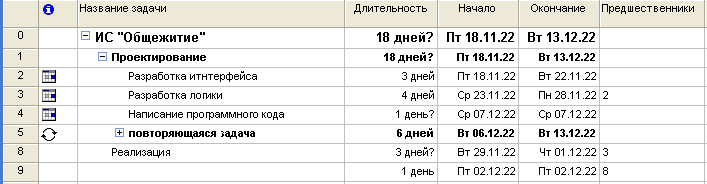 Название задачи Длительность Начало Окончание Предшественники
0 ИС "Общежитие" 18 дней? Пт 18.11.22 Вт 13.12.22
1 Проектирование 18 дней? Пт 18.11.22 Вт 13.12.22
2 Разработка итнтерфейса 3 дней Пт 18.11.22 Вт 22.11.22
3 Разработка логики 4 дней Ср 23.11.22 Пн 28.11.22 2
4 Написание программного кода 1 день? Ср 07.12.22 Ср 07.12.22
5 повторяющаяся задача 6 дней Вт 06.12.22 Вт 13.12.22
8 Реализация 3 дней? Вт 29.11.22 Чт 01.12.22 3
9 1 день Пт 02.12.22 Пт 02.12.22 8